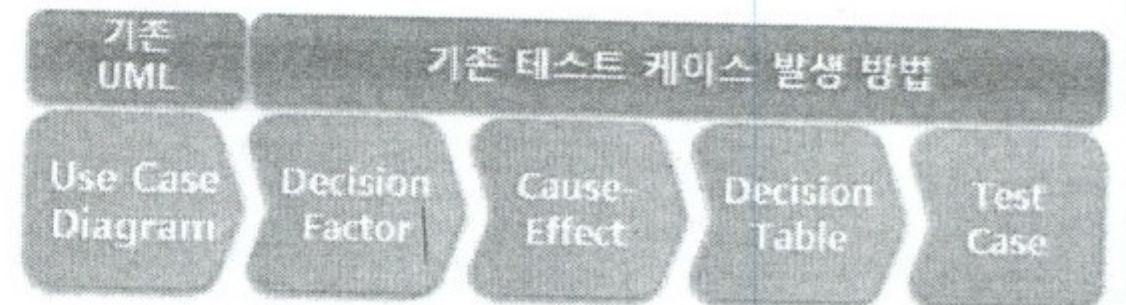 기존
UML
기존 테스트 케이스 발생 방법
Use Case
Diagram
Decision
Factor
Cause-
Effect
Decision
Table
Test
Case